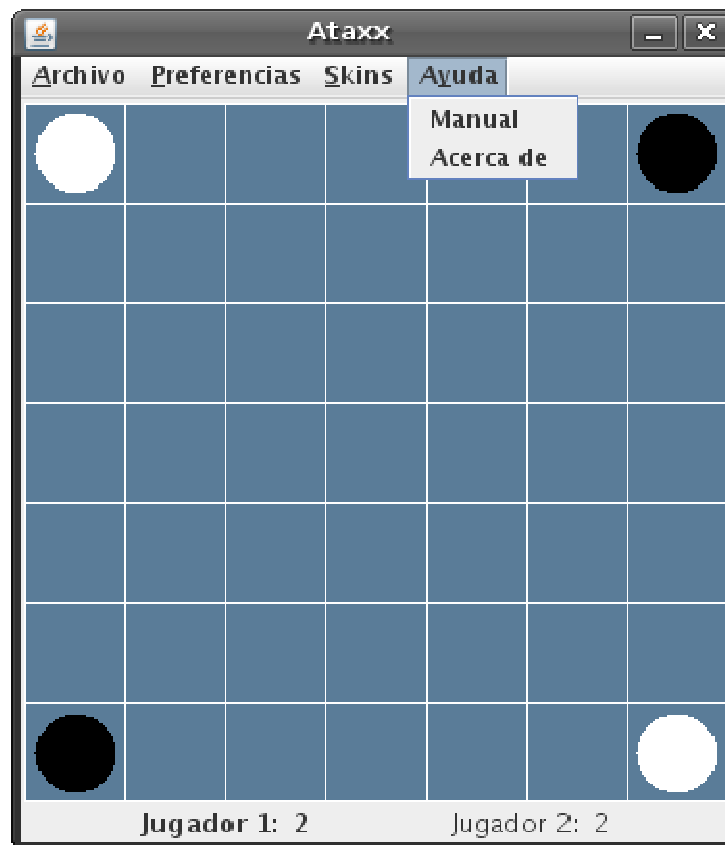 Ataxx
Archivo Preferencias Skins Ayuda
Manual
Acerca de
Jugador 1: 2 Jugador 2: 2